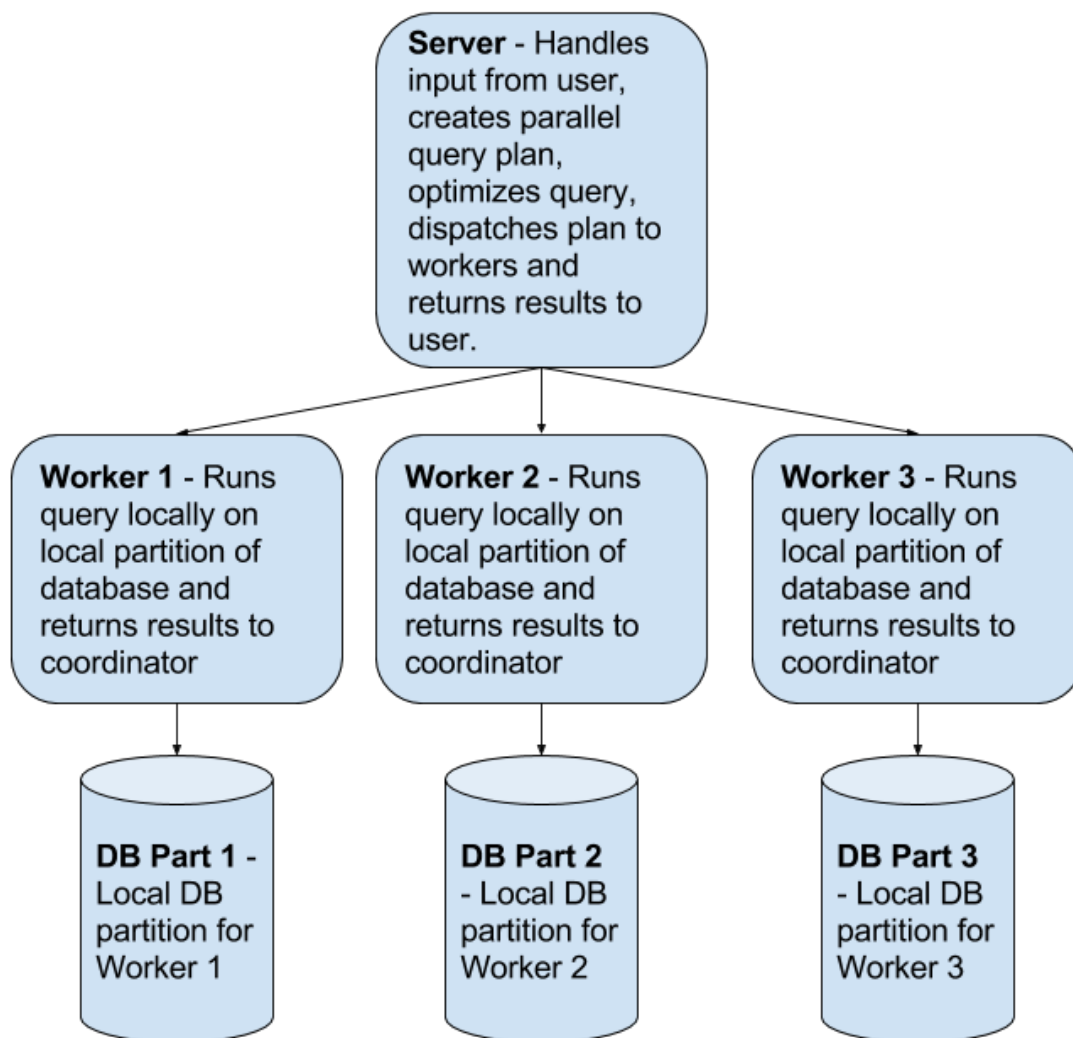 Server - Handles
input from user,
creates parallel
query plan,
optimizes query,
dispatches plan to
workers and
returns results to
user.
Worker 1 - Runs
query locally on
local partition of
database and
returns results to
coordinator
Worker 2 - Runs
query locally on
local partition of
database and
returns results to
coordinator
Worker 3 - Runs
query locally on
local partition of
database and
returns results to
coordinator
DB Part 1 -
Local DB
partition for
Worker 1
DB Part 2
- Local DB
partition for
Worker 2
DB Part 3
- Local DB
partition for
Worker 3